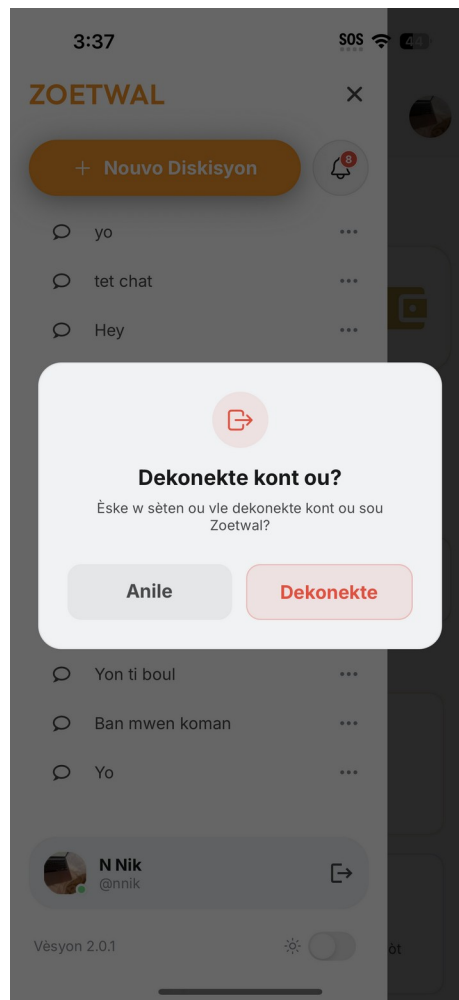 3:37
SOS
44
ZOETWAL
+ Nouvo Diskisyon
8
yo
tet chat
Hey
Dekonekte kont ou?
Èske w sèten ou vle dekonekte kont ou sou
Zoetwal?
Anile
Dekonekte
Yon ti boul
Ban mwen koman
Yo
N Nik
@nnik
Vèsyon 2.0.1
òt